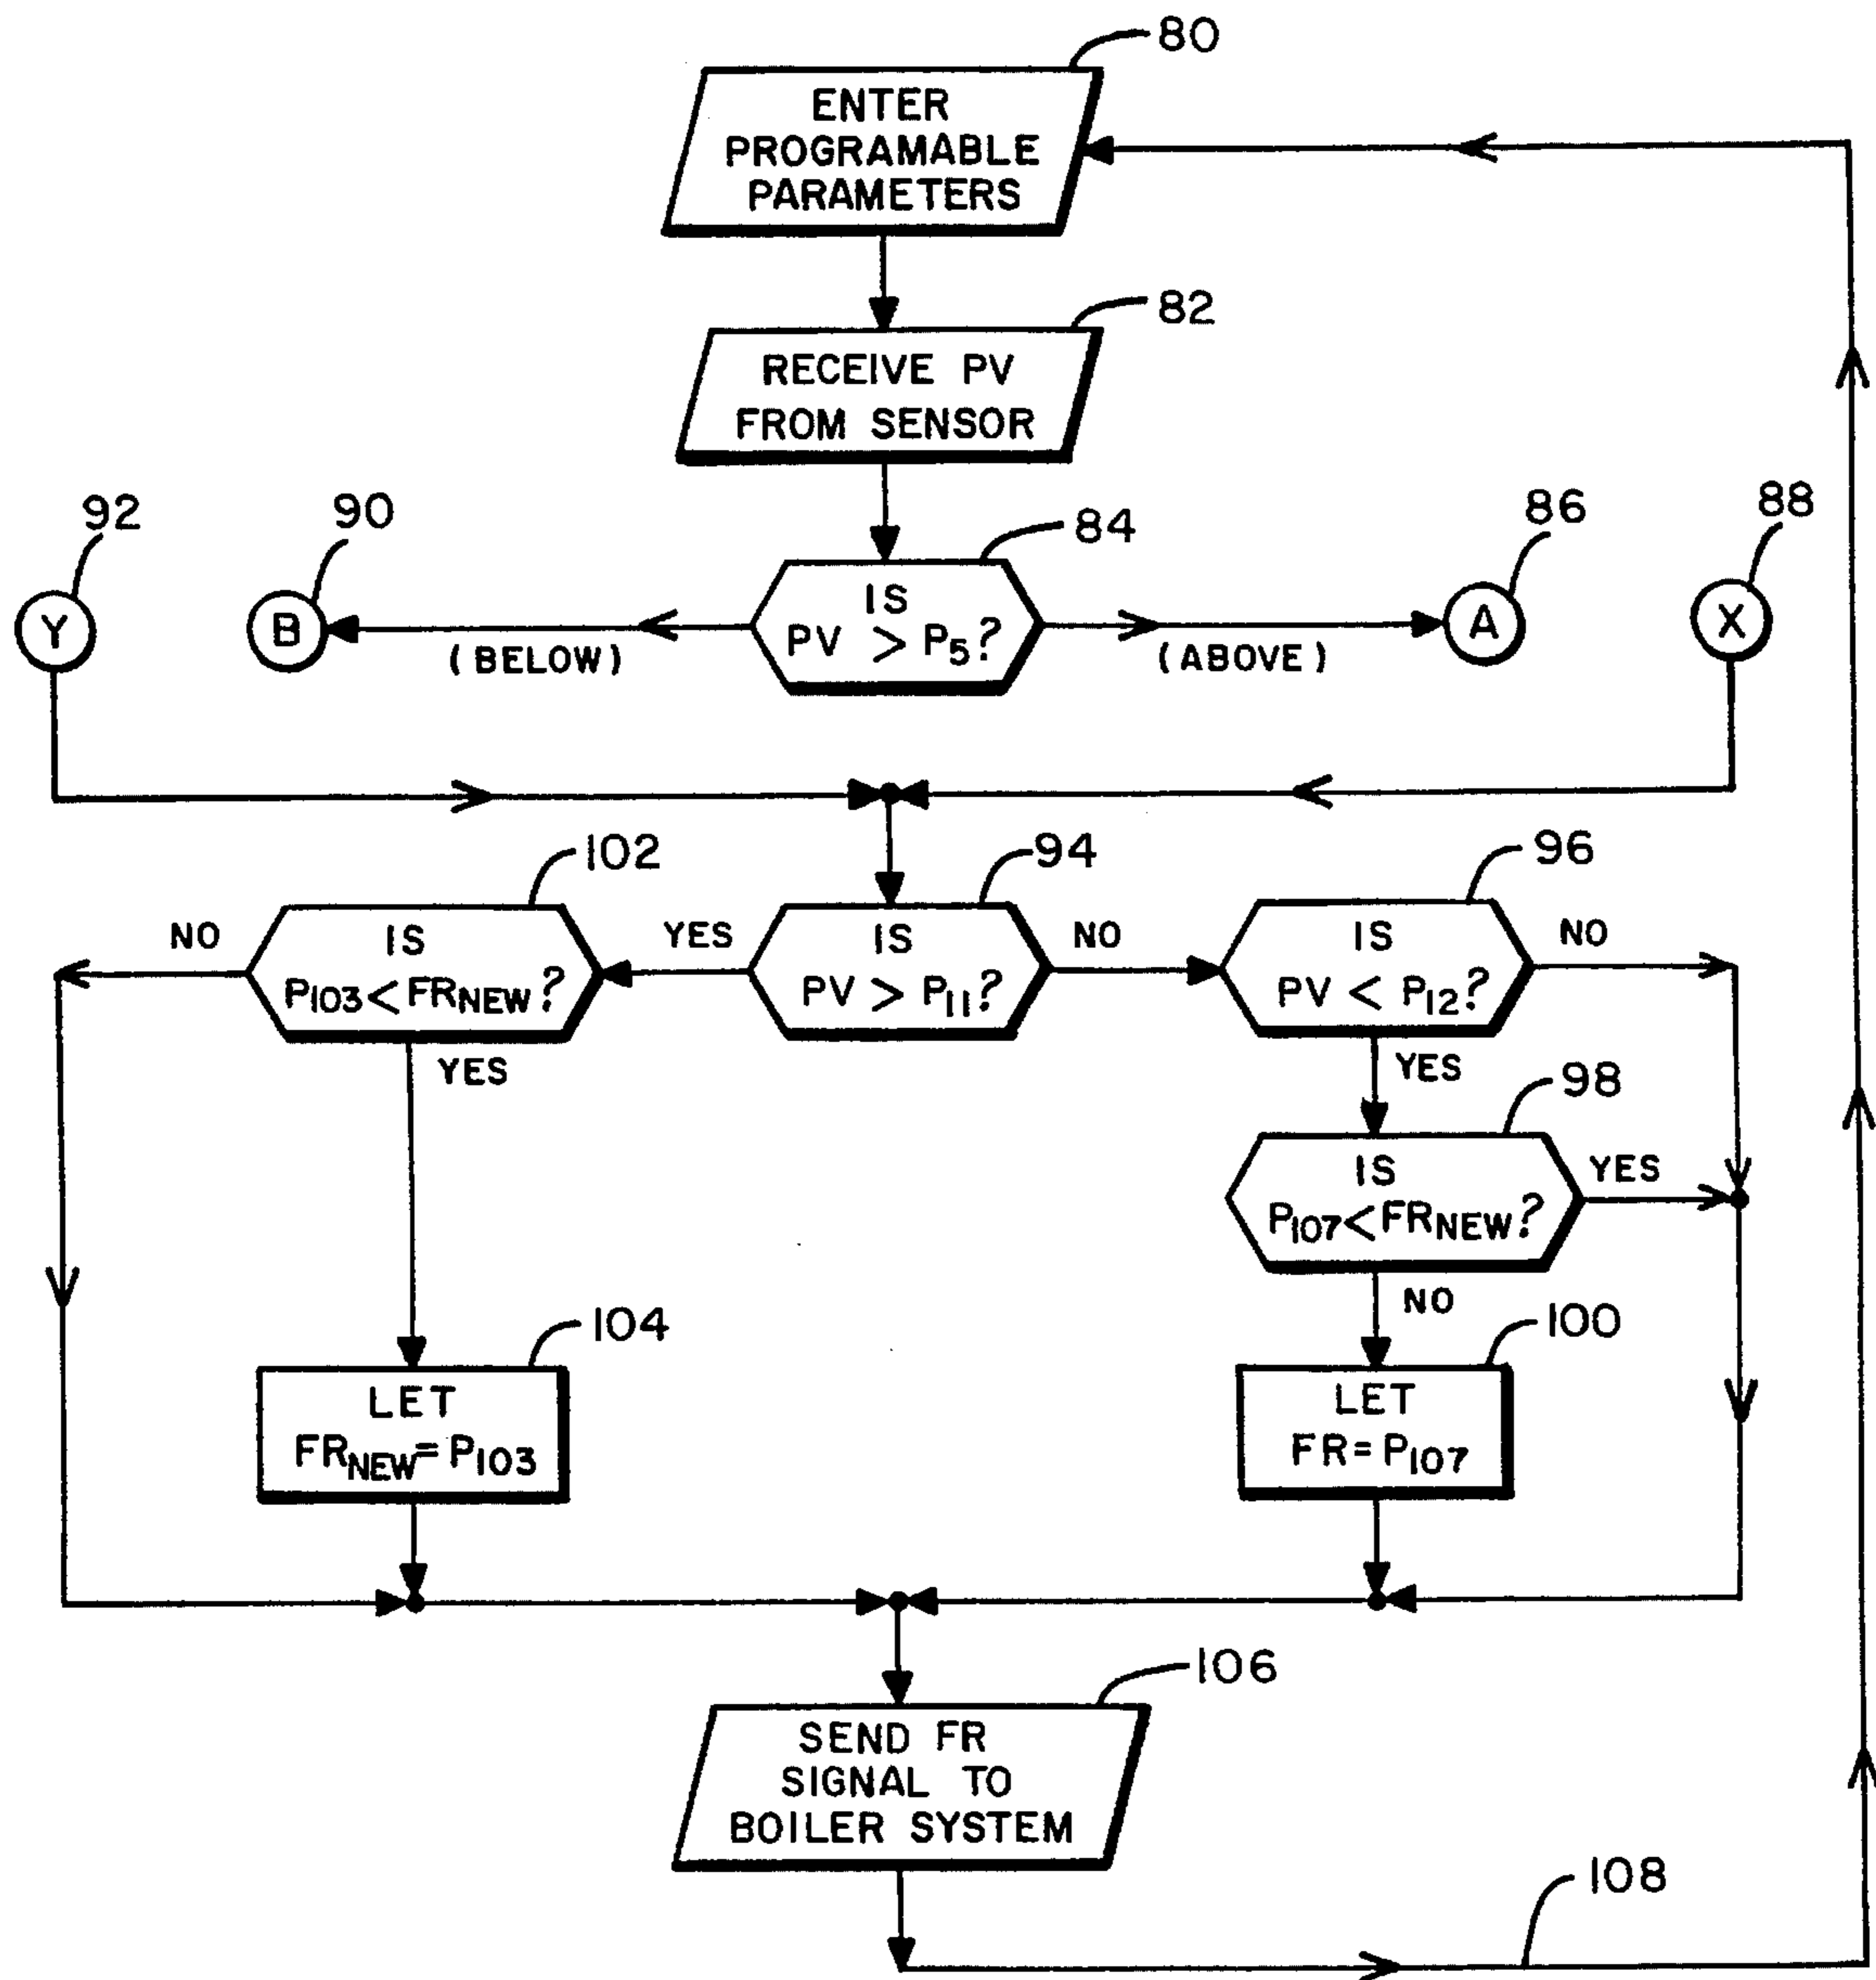 80
ENTER
PROGRAMABLE
PARAMETERS
82
RECEIVE PV
FROM SENSOR
92
90
84
86
88
Y
B
IS
PV > P5?
A
X
(BELOW)
(ABOVE)
102
94
96
NO
IS
P103<FRNEW?
YES
IS
PV > P11?
NO
IS
PV < P12?
NO
YES
YES
98
IS
P107<FRNEW?
YES
NO
104
100
LET
FRNEW=P103
LET
FR=P107
106
SEND FR
SIGNAL TO
BOILER SYSTEM
108